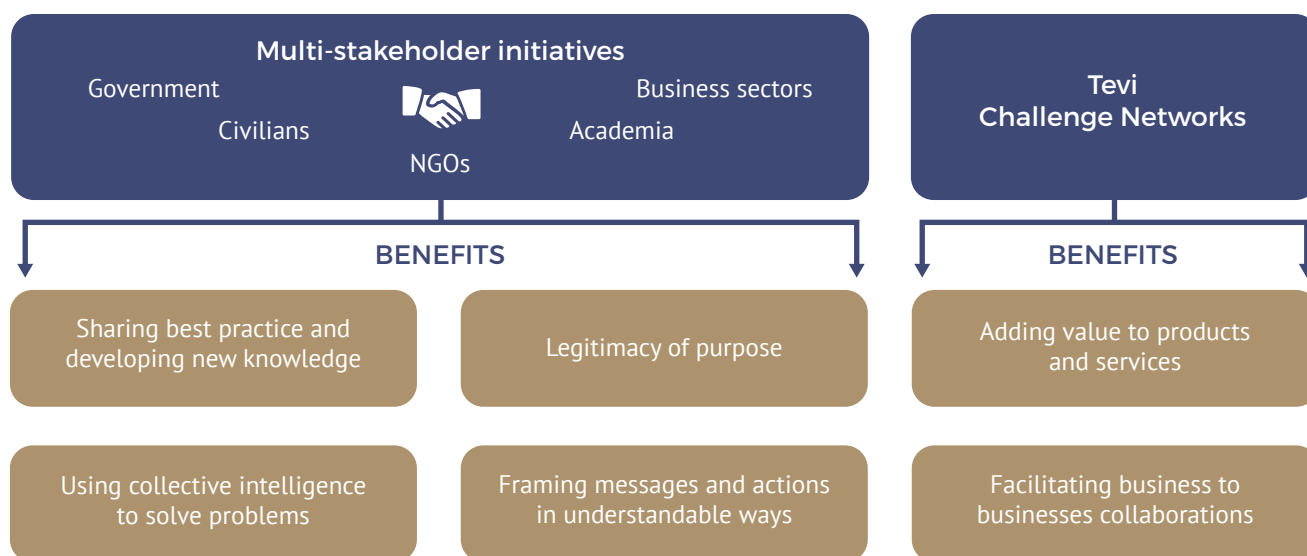 Multi-stakeholder initiatives
Government
Business sectors
Civilians
Academia
NGOs
Tevi
Challenge Networks
BENEFITS
BENEFITS
Sharing best practice and
developing new knowledge
Legitimacy of purpose
Adding value to products
and services
Using collective intelligence
to solve problems
Framing messages and actions
in understandable ways
Facilitating business to
businesses collaborations